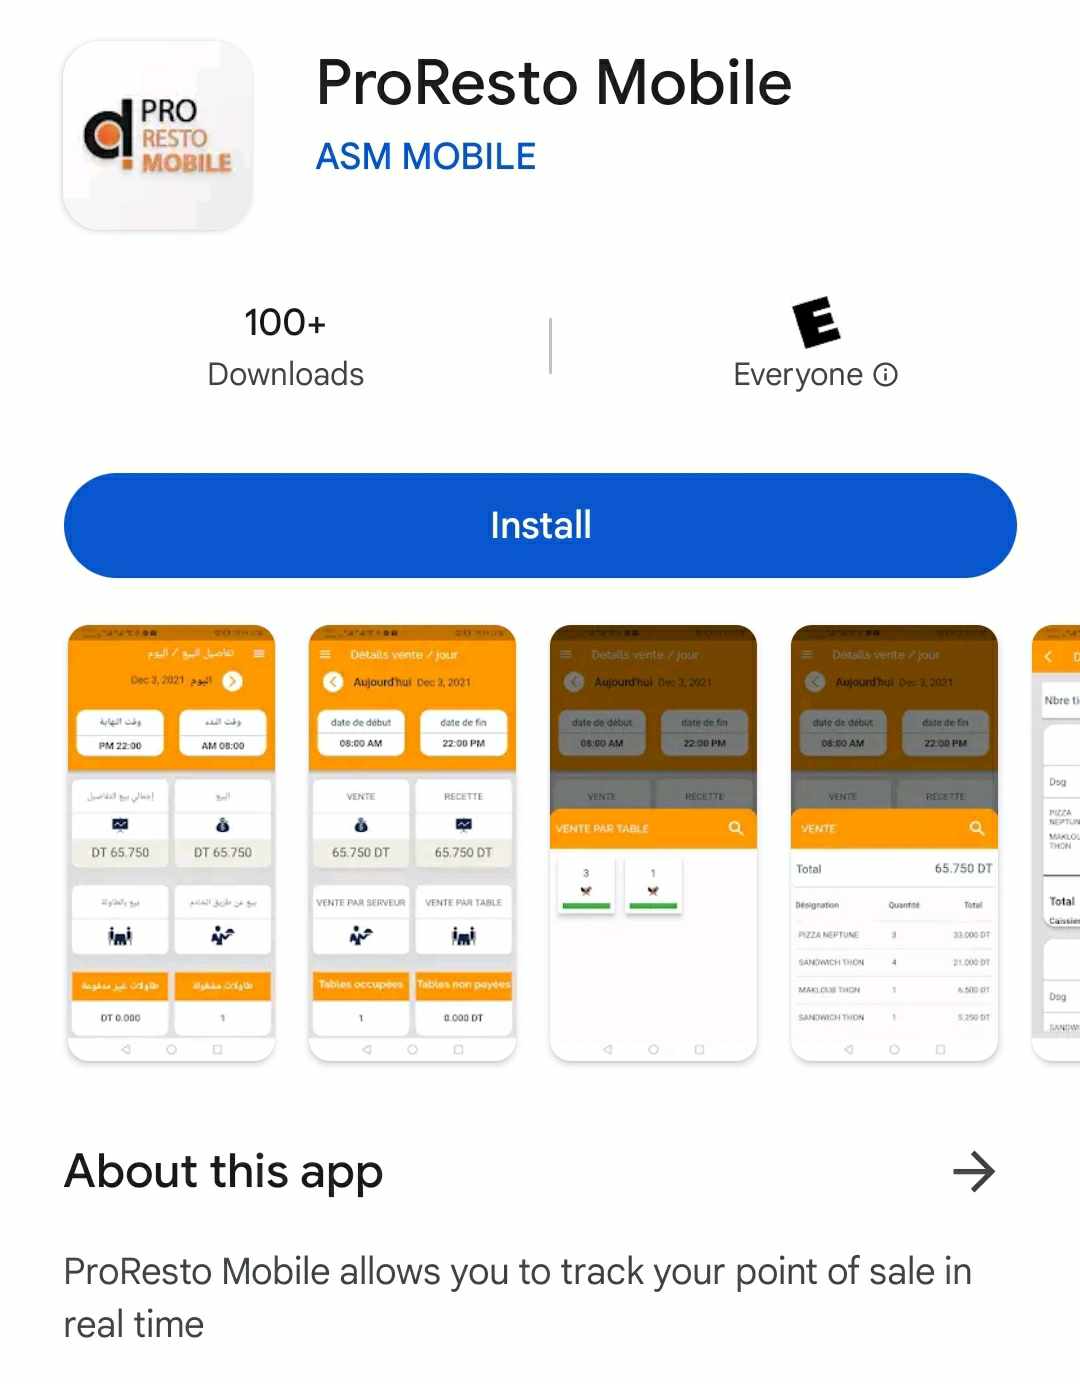 PRO
RESTO
MOBILE
ProResto Mobile
ASM MOBILE
100+
Downloads
E
Everyone
Install
تفاصيل البيع / اليوم
Dec 3, 2021 اليوم
وقت النهاية
وقت البدء
PM 22:00
AM 08:00
إجمالي بيع التفاصيل
البيع
DT 65.750
DT 65.750
بيع بالطاولة
بيع عن طريق الخادم
طاولات غير مدفوعة
طاولات مشغولة
DT 0.000
1
Détails vente / jour
Aujourd'hui Dec 3, 2021
date de début
date de fin
08:00 AM
22:00 PM
VENTE
RECETTE
65.750 DT
65.750 DT
VENTE PAR SERVEUR
VENTE PAR TABLE
Tables occupées
Tables non payées
1
0.000 DT
Détails vente / jour
Aujourd'hui Dec 3, 2021
date de début
date de fin
08:00 AM
22:00 PM
VENTE
RECETTE
VENTE PAR TABLE
3
1
Détails vente / jour
Aujourd'hui Dec 3, 2021
date de début
date de fin
08:00 AM
22:00 PM
VENTE
RECETTE
VENTE
Total 65.750 DT
Désignation Quantité Total
PIZZA NEPTUNE 3 33.000 DT
SANDWICH THON 4 21.000 DT
MAKLOUB THON 1 6.500 DT
SANDWICH THON 1 5.250 DT
D
Nbre ti
Dsg
PIZZA
NEPTUN
MAKLOU
THON
Total
Caissier
Dsg
SANDW
About this app
ProResto Mobile allows you to track your point of sale in
real time